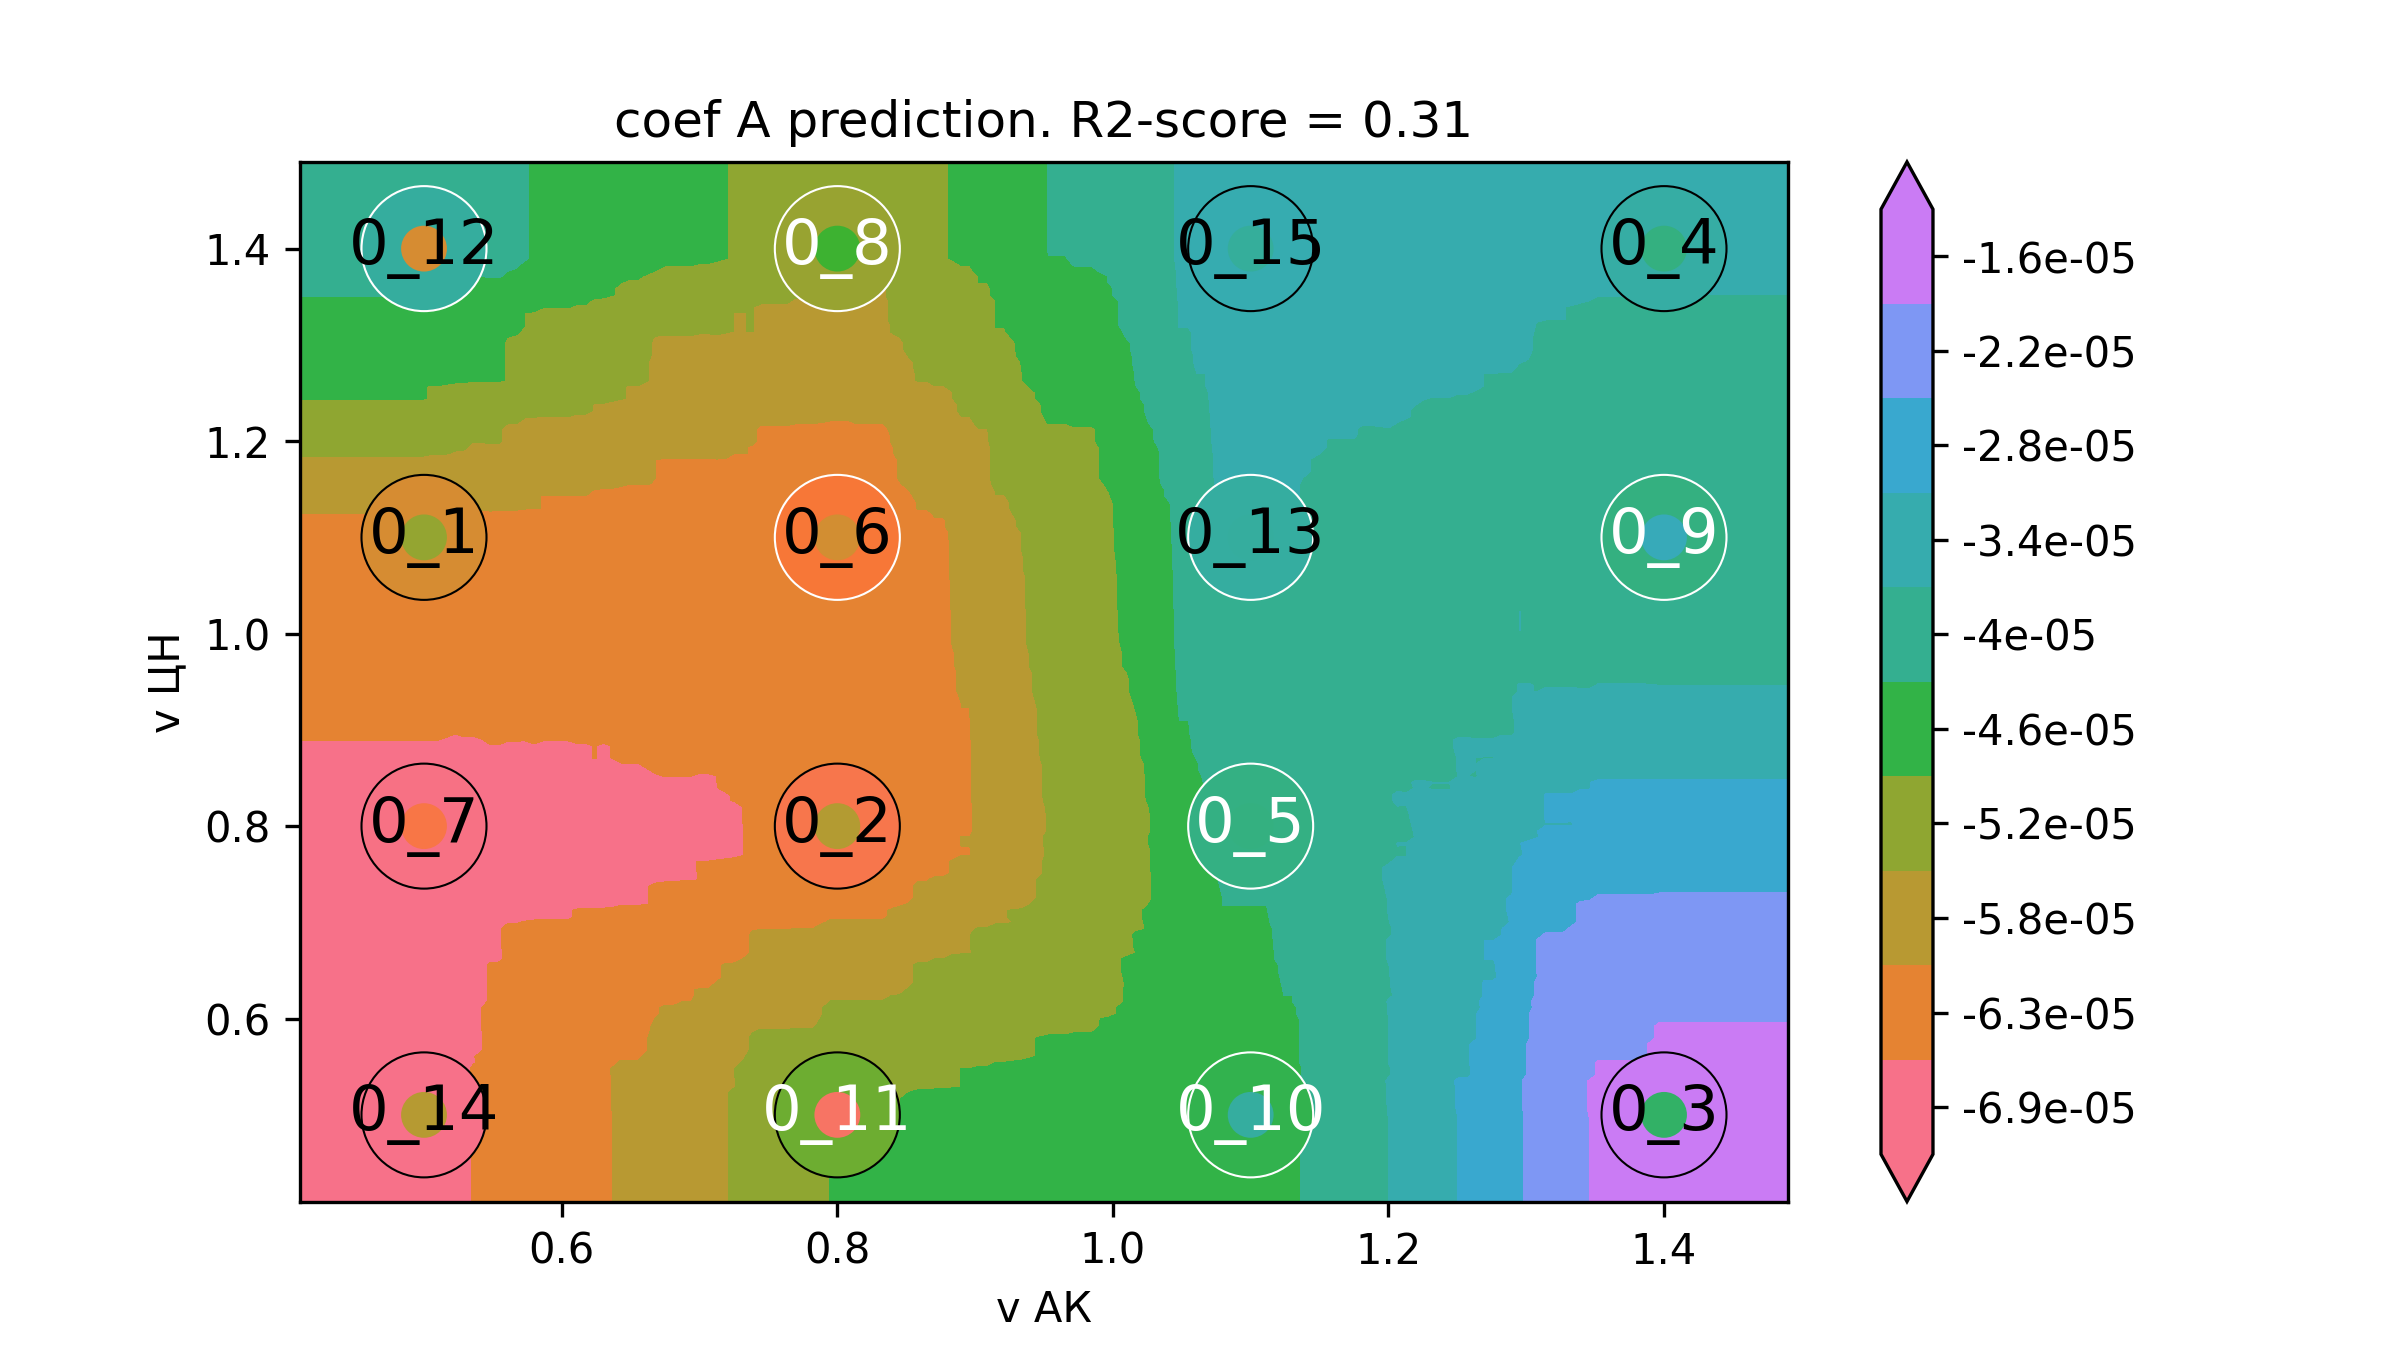 coef A prediction. R2-score = 0.31
0_12 0_8 0_15 0_4
0_1 0_6 0_13 0_9
0_7 0_2 0_5
0_14 0_11 0_10 0_3
1.4
1.2
1.0
0.8
0.6
v ЦН
0.6 0.8 1.0 1.2 1.4
v АК
-1.6e-05
-2.2e-05
-2.8e-05
-3.4e-05
-4e-05
-4.6e-05
-5.2e-05
-5.8e-05
-6.3e-05
-6.9e-05